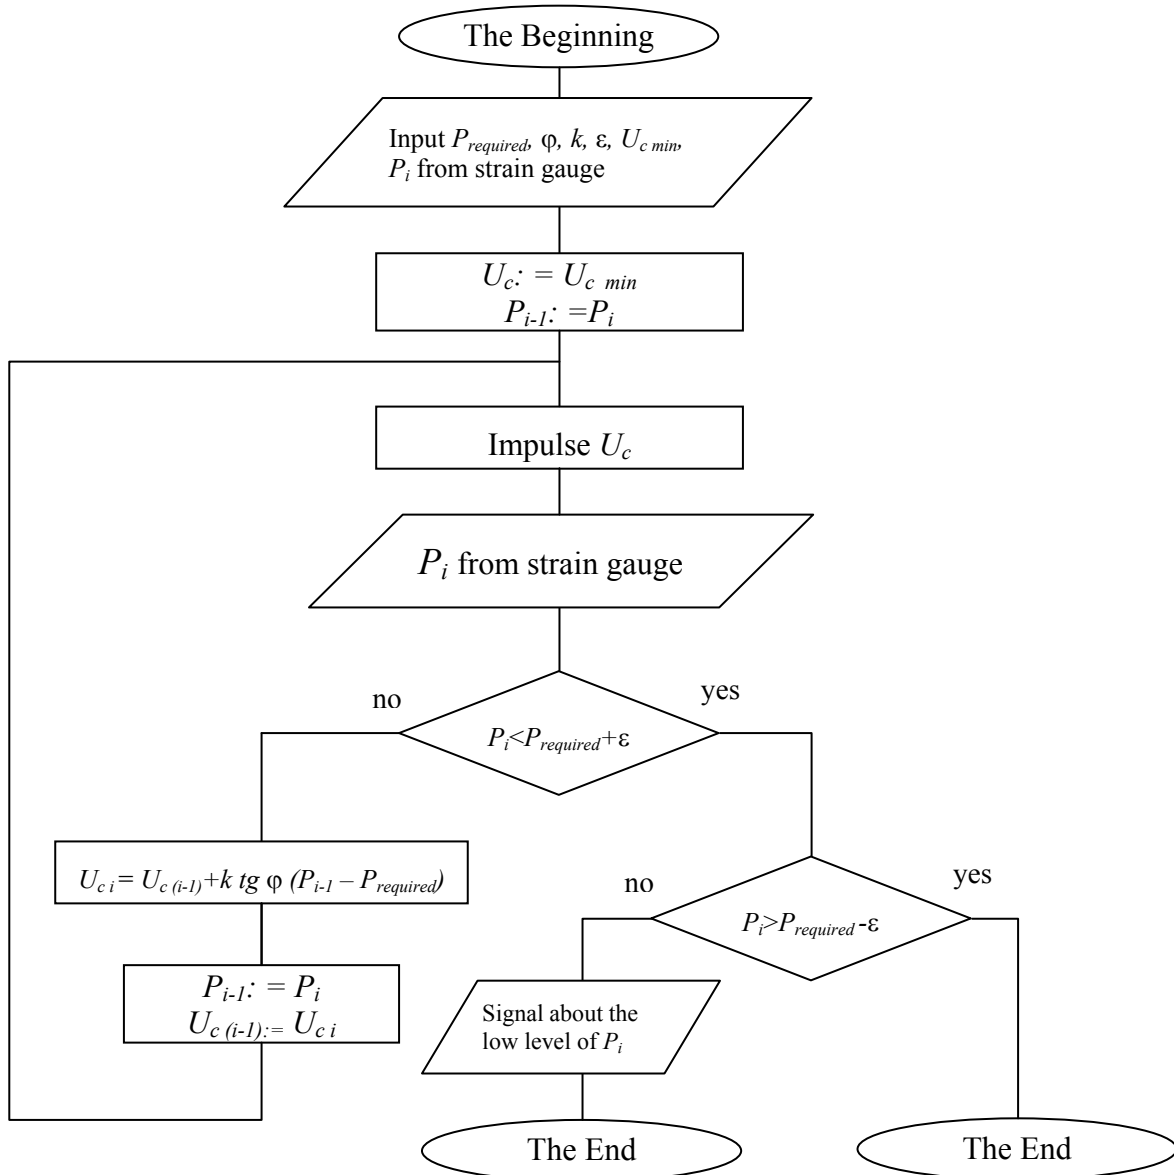 The Beginning
Input P_required, φ, k, ε, U_c min,
P_i from strain gauge
U_c: = U_c min
P_i-1: =P_i
Impulse U_c
P_i from strain gauge
no
yes
P_i<P_required+ε
U_c i = U_c (i-1)+k tg φ (P_i-1 – P_required)
no
yes
P_i>P_required -ε
P_i-1: = P_i
U_c (i-1):= U_c i
Signal about the
low level of P_i
The End
The End